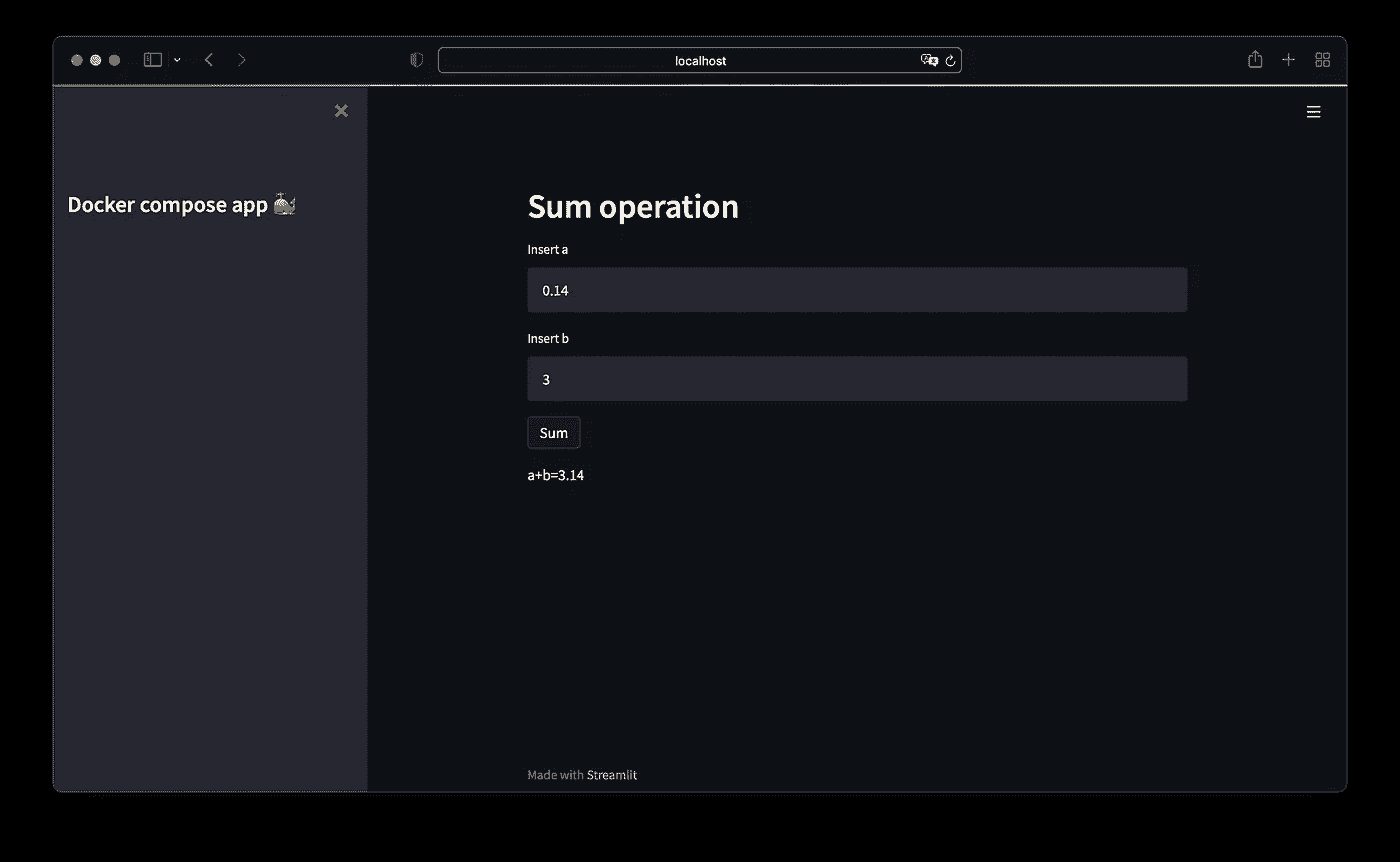 localhost
Docker compose app 🐳
Sum operation
Insert a
0.14
Insert b
3
Sum
a+b=3.14
Made with Streamlit